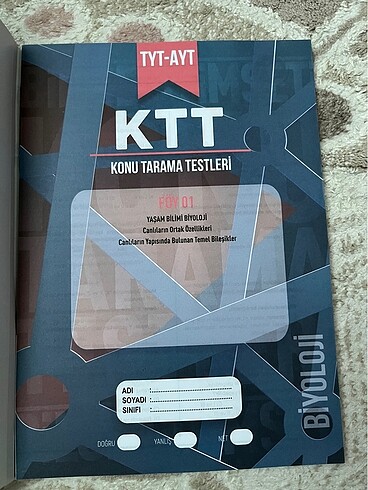 TYT-AYT
KTT
KONU TARAMA TESTLERİ
FÖY 01
YAŞAM BİLİMİ BİYOLOJİ
Canlıların Ortak Özellikleri
Canlıların Yapısında Bulunan Temel Bileşikler
BİYOLOJİ
ADI :
SOYADI :
SINIFI :
DOĞRU
YANLIŞ
NET